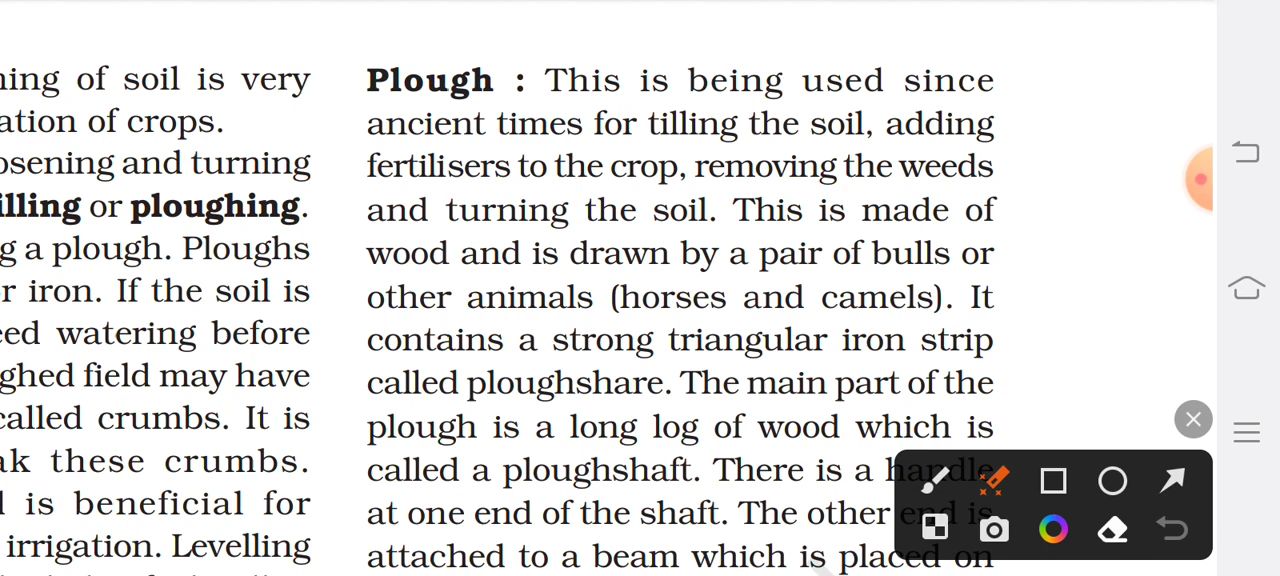 ning of soil is very
ation of crops.
osening and turning
illing or ploughing.
g a plough. Ploughs
r iron. If the soil is
eed watering before
ghed field may have
called crumbs. It is
ak these crumbs.
l is beneficial for
irrigation. Levelling
Plough : This is being used since
ancient times for tilling the soil, adding
fertilisers to the crop, removing the weeds
and turning the soil. This is made of
wood and is drawn by a pair of bulls or
other animals (horses and camels). It
contains a strong triangular iron strip
called ploughshare. The main part of the
plough is a long log of wood which is
called a ploughshaft. There is a handle
at one end of the shaft. The other end is
attached to a beam which is placed on